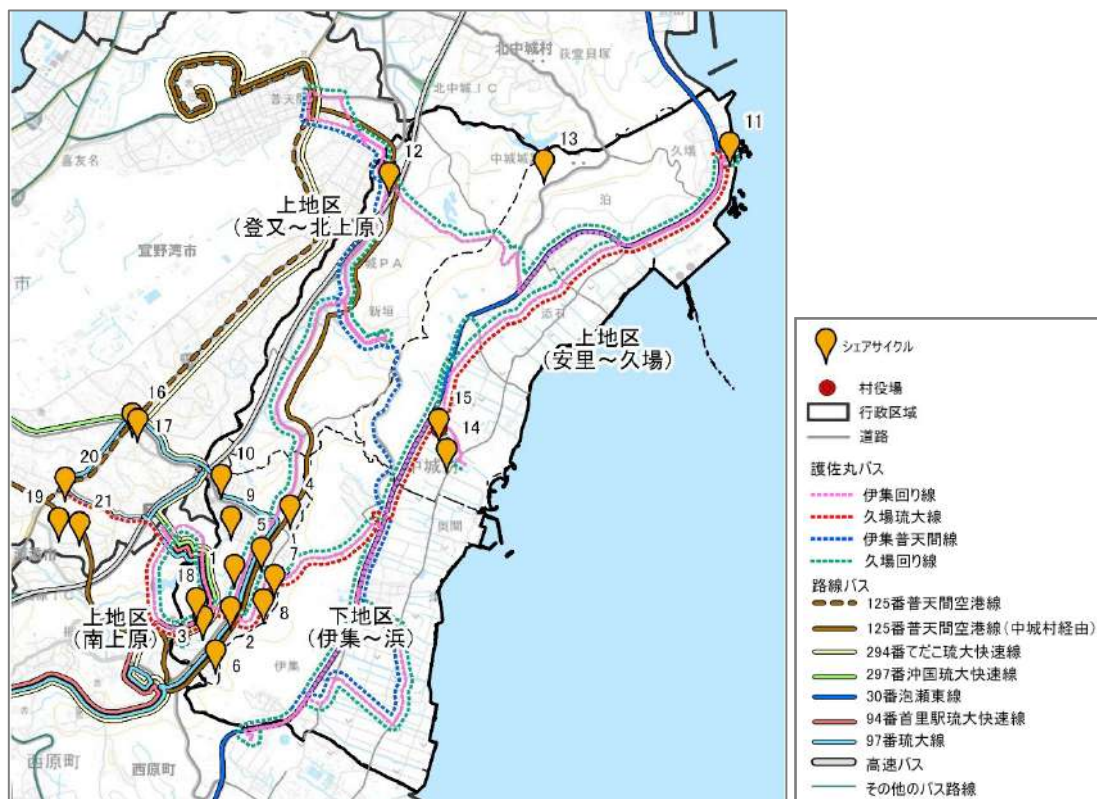 北中城村
荻堂貝塚
北中城IC
普天間
喜友名
11
12
13
久場
上地区
(登又～北上原)
泊
宜野湾市
市
新垣
添石
上地区
(安里～久場)
16
17
15
14
20
10
19
21
9
4
奥間
5
7
1
18
8
上地区
(南上原)
3
2
下地区
(伊集～浜)
6
伊集
西原町
西原町
シェアサイクル
村役場
行政区域
道路
護佐丸バス
伊集回り線
久場琉大線
伊集普天間線
久場回り線
路線バス
125番普天間空港線
125番普天間空港線(中城村経由)
294番てだこ琉大快速線
297番沖国琉大快速線
30番泡瀬東線
94番首里駅琉大快速線
97番琉大線
高速バス
その他のバス路線